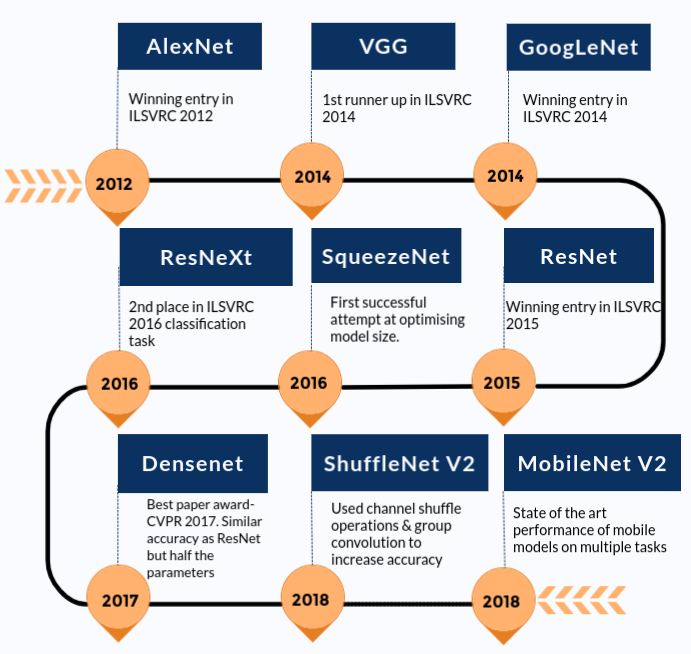 AlexNet
VGG
GoogLeNet
Winning entry in
ILSVRC 2012
1st runner up in ILSVRC
2014
Winning entry in
ILSVRC 2014
2012
2014
2014
ResNeXt
SqueezeNet
ResNet
2nd place in ILSVRC
2016 classification
task
First successful
attempt at optimising
model size.
Winning entry in ILSVRC
2015
2016
2016
2015
Densenet
ShuffleNet V2
MobileNet V2
Best paper award-
CVPR 2017. Similar
accuracy as ResNet
but half the
parameters
Used channel shuffle
operations & group
convolution to
increase accuracy
State of the art
performance of mobile
models on multiple tasks
2017
2018
2018